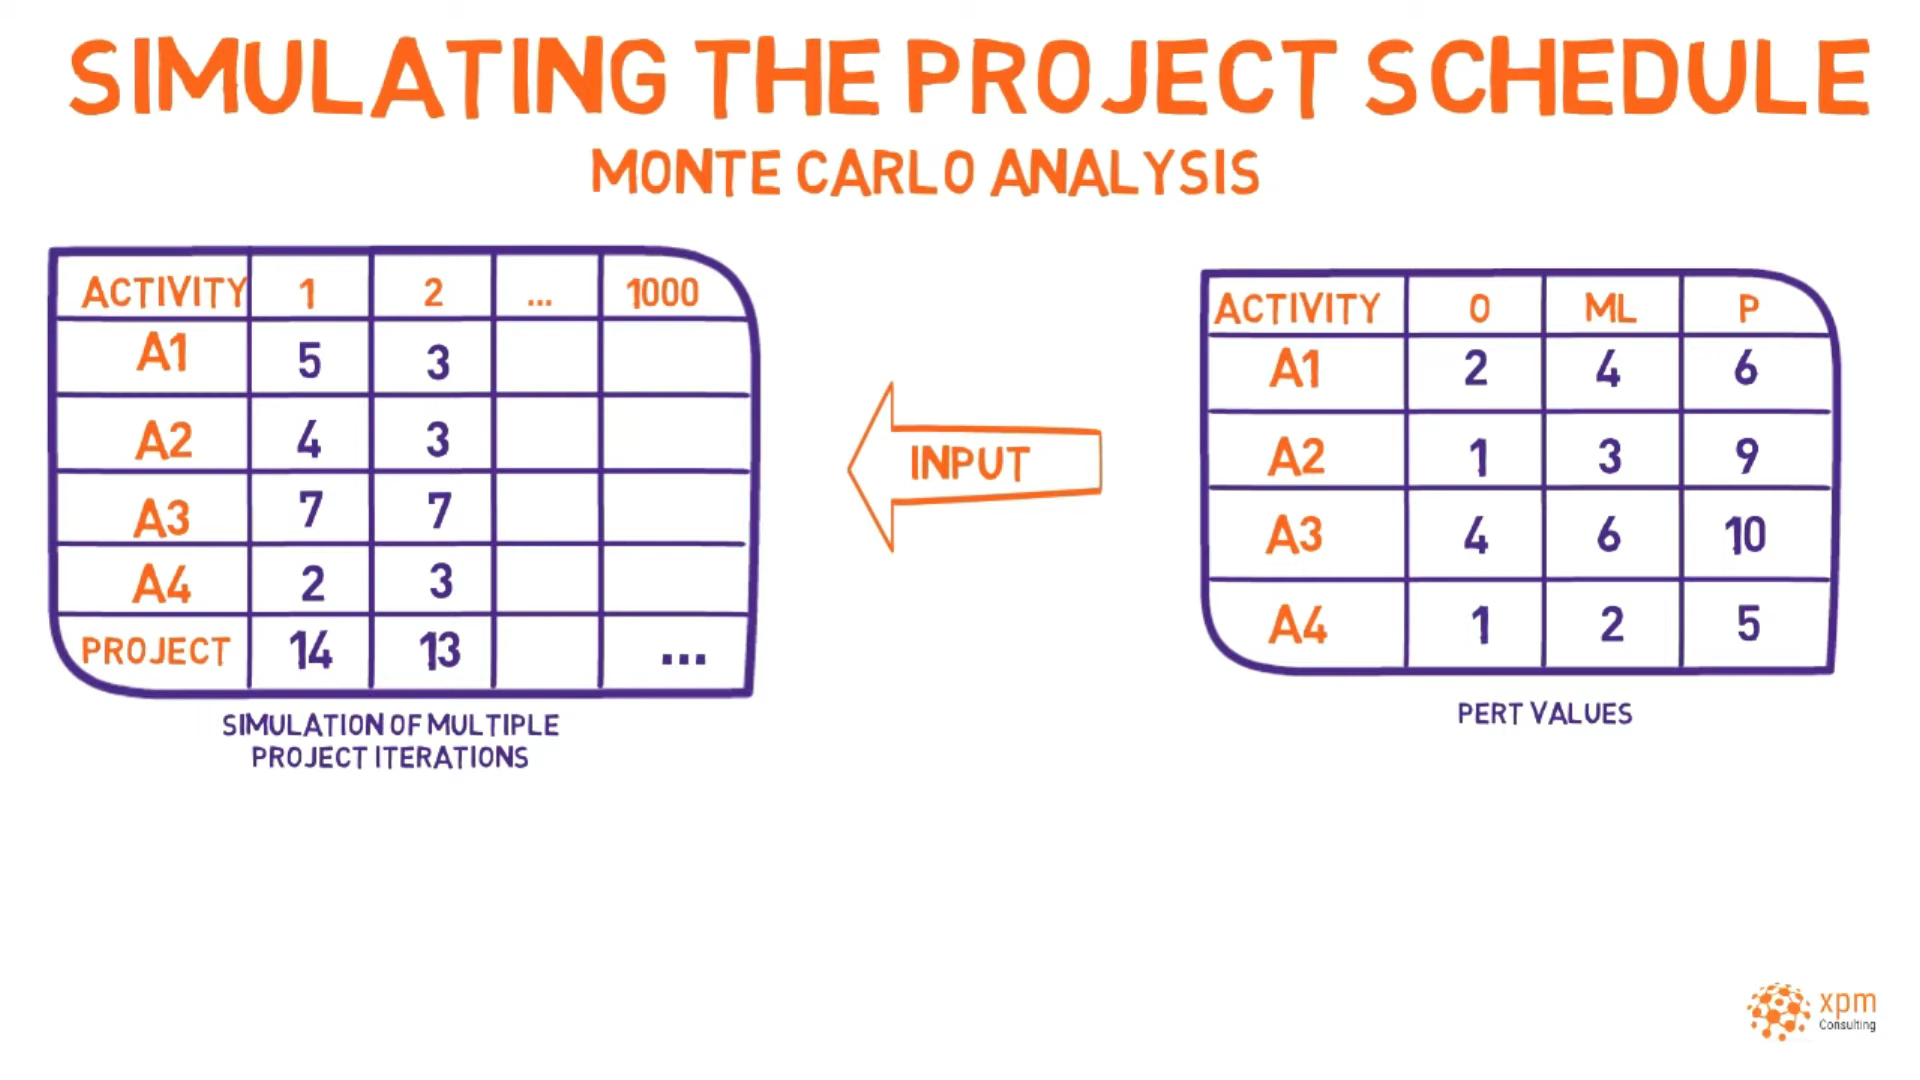 SIMULATING THE PROJECT SCHEDULE
MONTE CARLO ANALYSIS
ACTIVITY 1 2 ... 1000
A1 5 3
A2 4 3
A3 7 7
A4 2 3
PROJECT 14 13 ...
SIMULATION OF MULTIPLE
PROJECT ITERATIONS
INPUT
ACTIVITY O ML P
A1 2 4 6
A2 1 3 9
A3 4 6 10
A4 1 2 5
PERT VALUES
xpm
Consulting